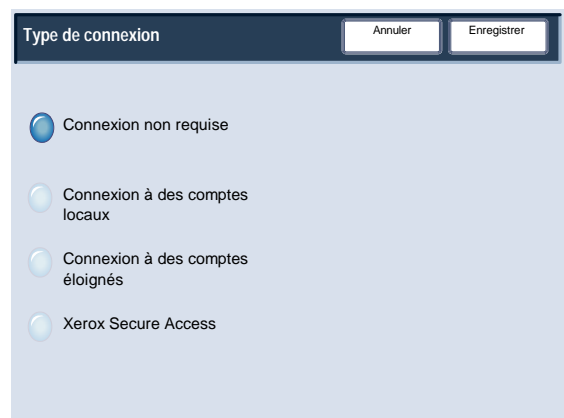 Type de connexion
Annuler
Enregistrer
Connexion non requise
Connexion à des comptes
locaux
Connexion à des comptes
éloignés
Xerox Secure Access